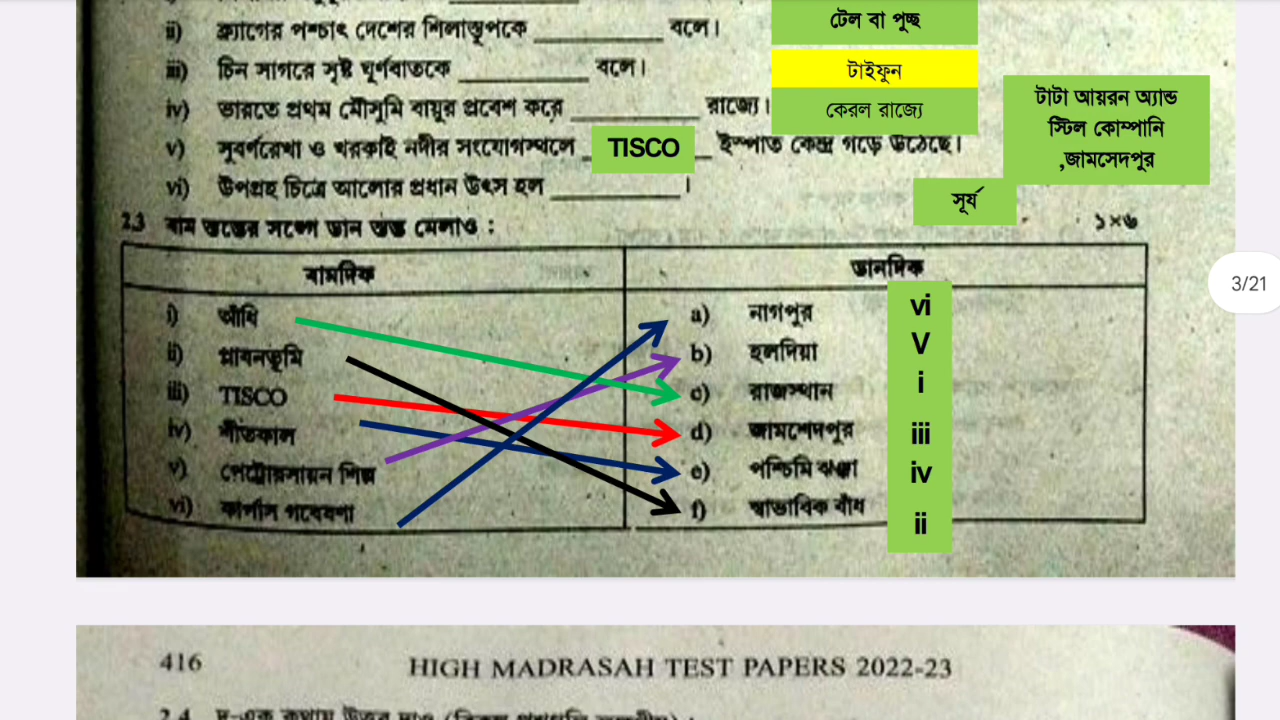 টেল বা পুচ্ছ
ii) ক্র্যাগের পশ্চাৎ দেশের শিলাস্তূপকে ___________ বলে।
iii) চিন সাগরে সৃষ্ট ঘূর্ণবাতকে ___________ বলে।
টাইফুন
iv) ভারতে প্রথম মৌসুমি বায়ুর প্রবেশ করে ___________ রাজ্যে।
কেরল রাজ্যে
টাটা আয়রন অ্যান্ড
স্টিল কোম্পানি
,জামসেদপুর
v) সুবর্ণরেখা ও খরকাই নদীর সংযোগস্থলে _ TISCO _ ইস্পাত কেন্দ্র গড়ে উঠেছে।
vi) উপগ্রহ চিত্রে আলোর প্রধান উৎস হল ___________।
সূর্য
2.3 বাম স্তম্ভের সঙ্গে ডান স্তম্ভ মেলাও : ১×৬
বামদিক ডানদিক
i) আঁধি a) নাগপুর vi
ii) প্লাবনভূমি b) হলদিয়া V
iii) TISCO c) রাজস্থান i
iv) শীতকাল d) জামশেদপুর iii
v) পেট্রোরসায়ন শিল্প e) পশ্চিমি ঝঞ্ঝা iv
vi) কার্পাস গবেষণা f) স্বাভাবিক বাঁধ ii
3/21
416 HIGH MADRASAH TEST PAPERS 2022-23